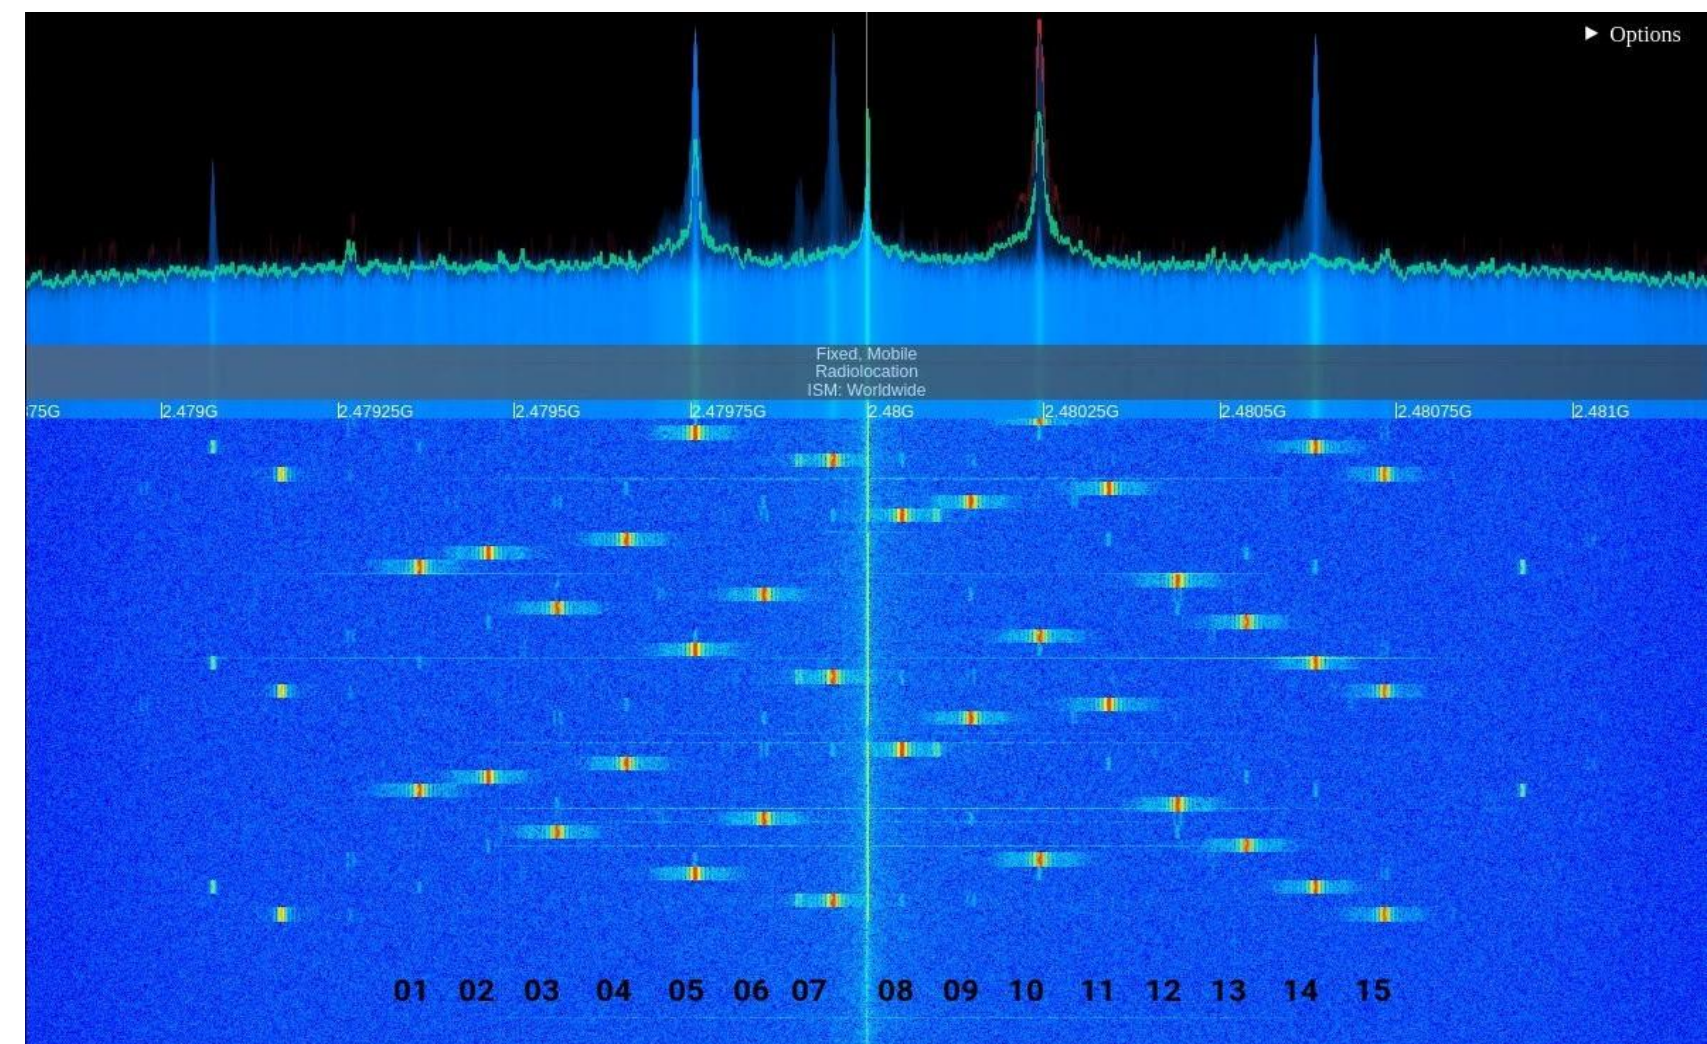 ► Options
Fixed, Mobile
Radiolocation
ISM: Worldwide
75G 2.479G 2.47925G 2.4795G 2.47975G 2.48G 2.48025G 2.4805G 2.48075G 2.481G
01 02 03 04 05 06 07 08 09 10 11 12 13 14 15